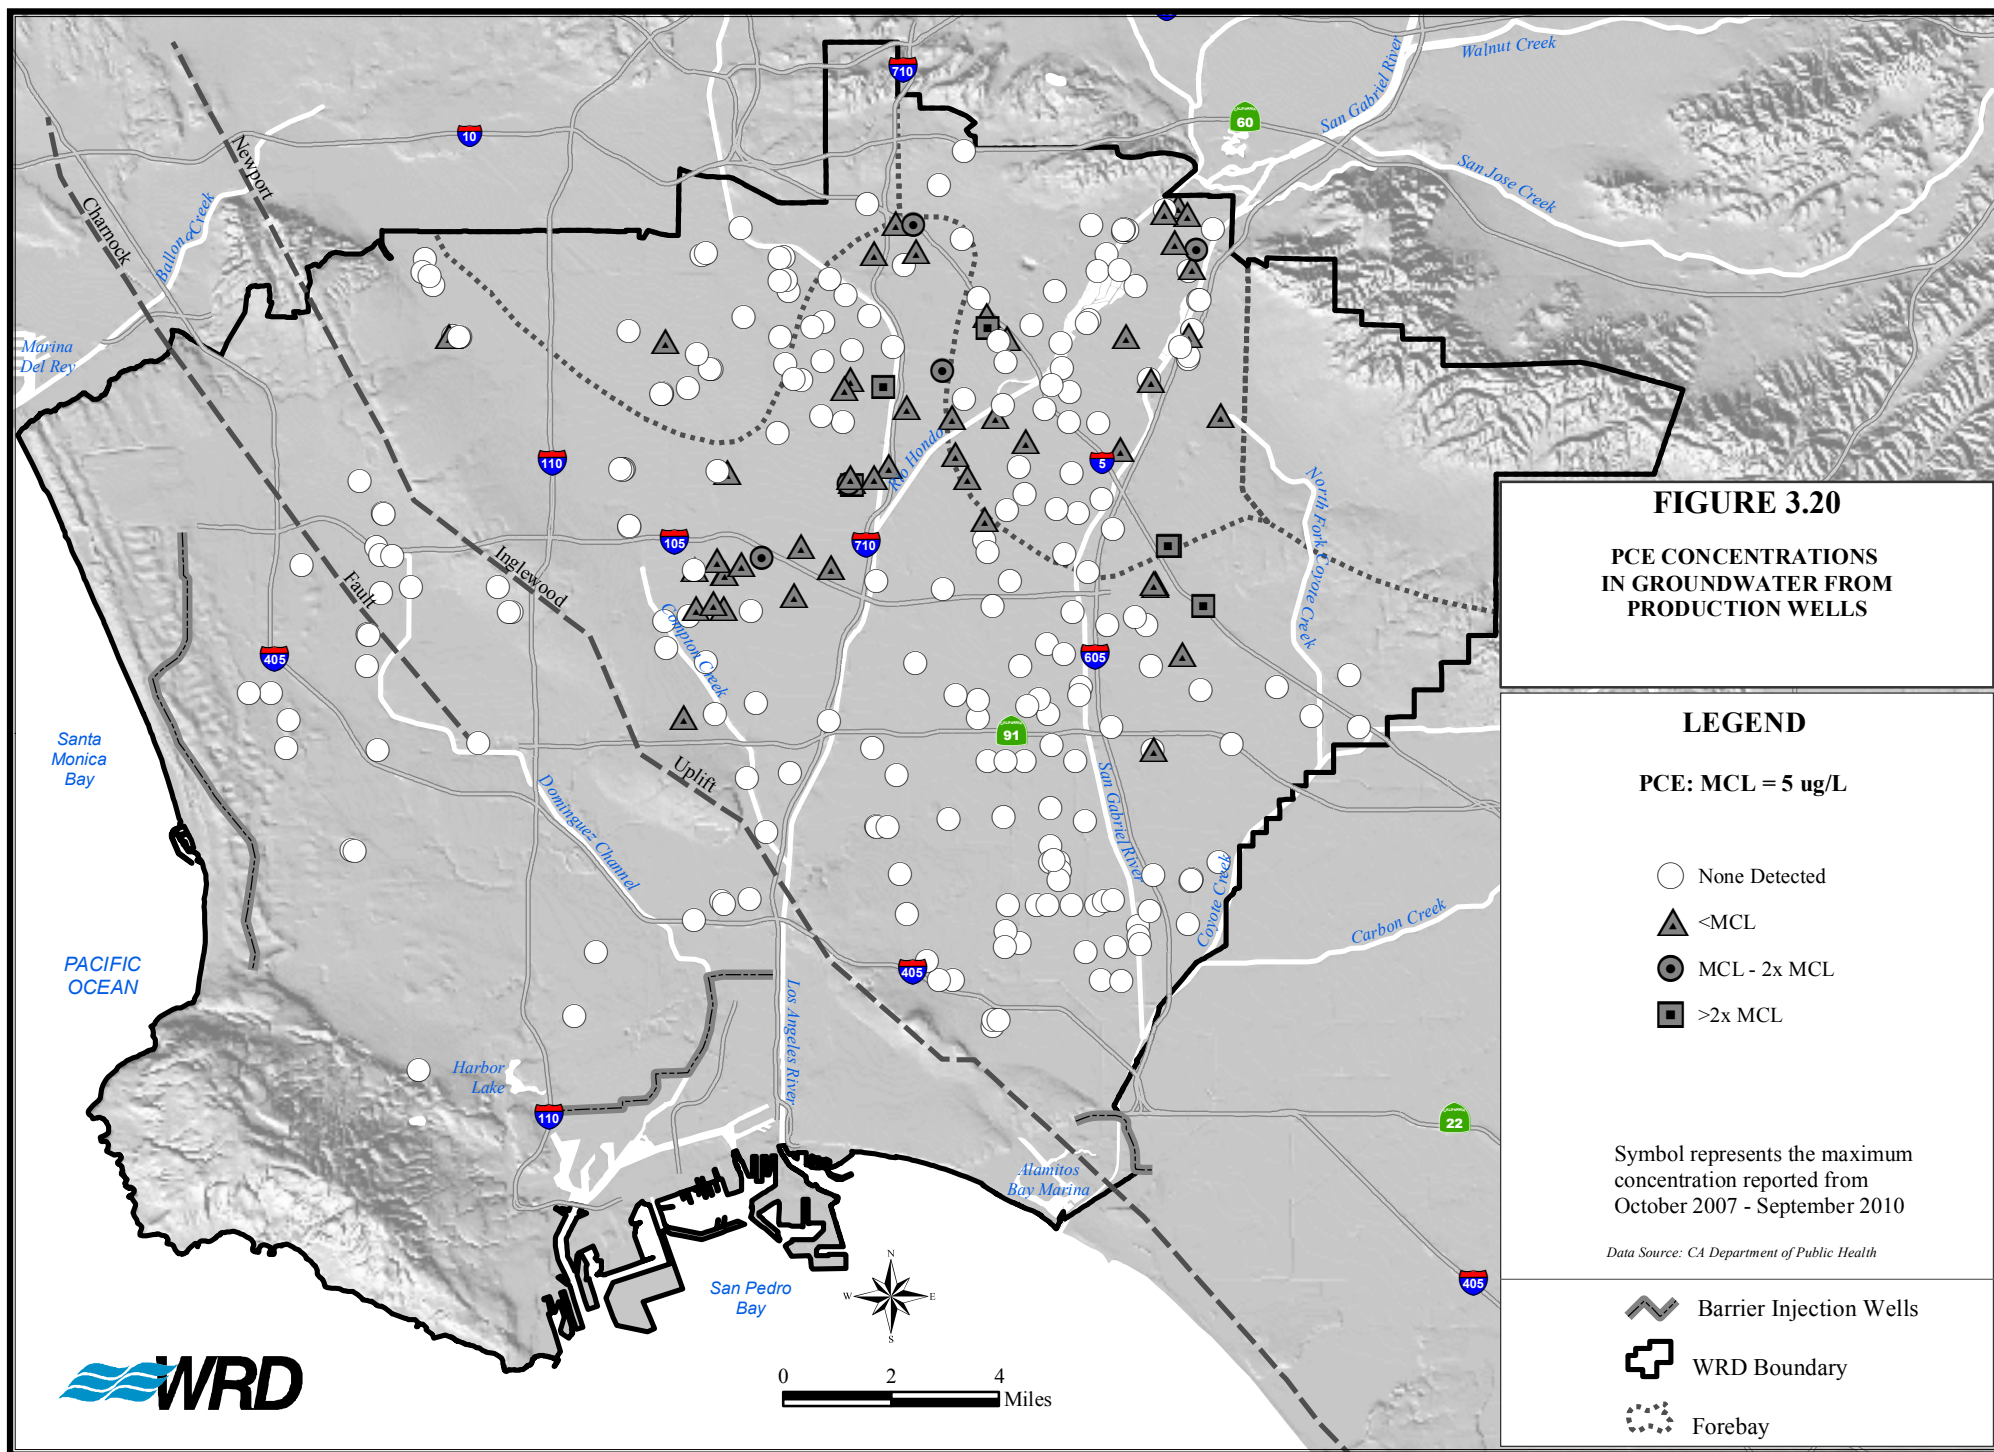 710
Walnut Creek
San Gabriel River
60
10
Newport
San Jose Creek
Charnock
Ballona Creek
Marina
Del Rey
Rio Hondo
110
5
North Fork Coyote Creek
105
710
Inglewood
Fault
Compton Creek
405
605
91
Santa
Monica
Bay
Uplift
Dominguez Channel
San Gabriel River
Coyote Creek
Carbon Creek
PACIFIC
OCEAN
405
Los Angeles River
Harbor
Lake
110
22
Alamitos
Bay Marina
San Pedro
Bay
N
W
E
S
405
0 2 4
Miles
WRD
FIGURE 3.20
PCE CONCENTRATIONS
IN GROUNDWATER FROM
PRODUCTION WELLS
LEGEND
PCE: MCL = 5 ug/L
None Detected
<MCL
MCL - 2x MCL
>2x MCL
Symbol represents the maximum
concentration reported from
October 2007 - September 2010
Data Source: CA Department of Public Health
Barrier Injection Wells
WRD Boundary
Forebay